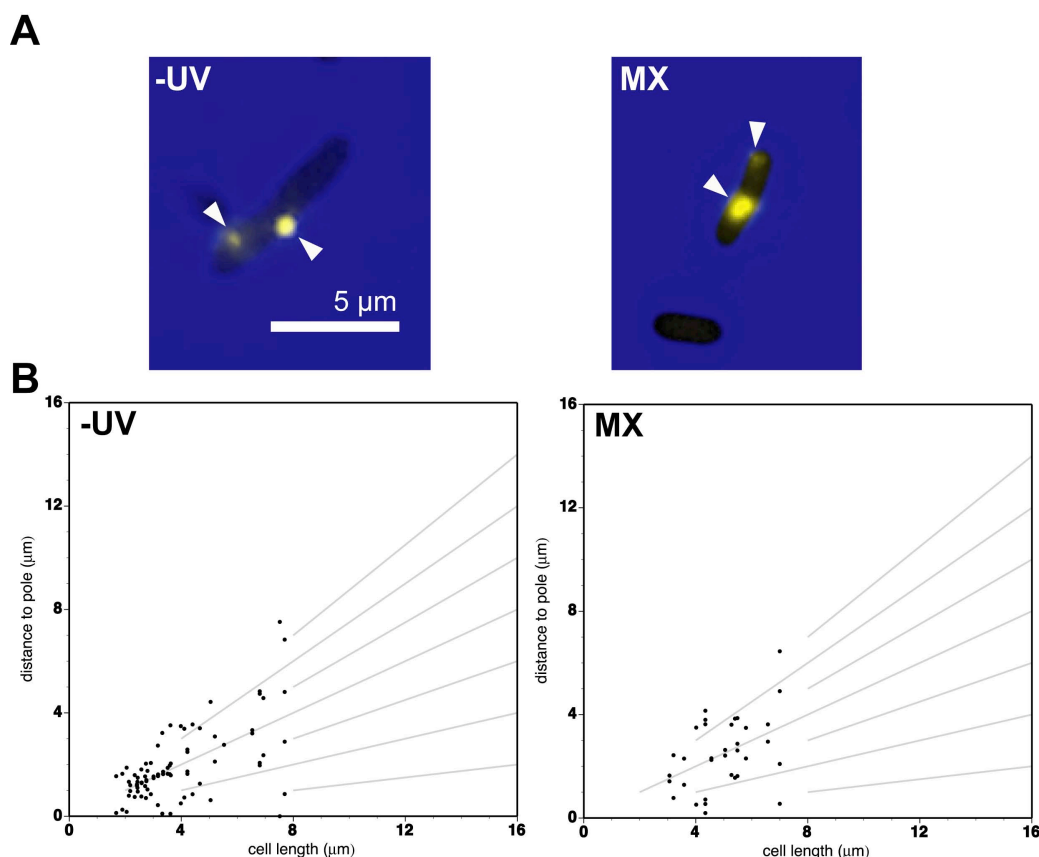 A
-UV
MX
5 μm
B
-UV
MX
16
12
8
4
0
distance to pole (μm)
0
4
8
12
16
cell length (μm)
16
12
8
4
0
distance to pole (μm)
0
4
8
12
16
cell length (μm)